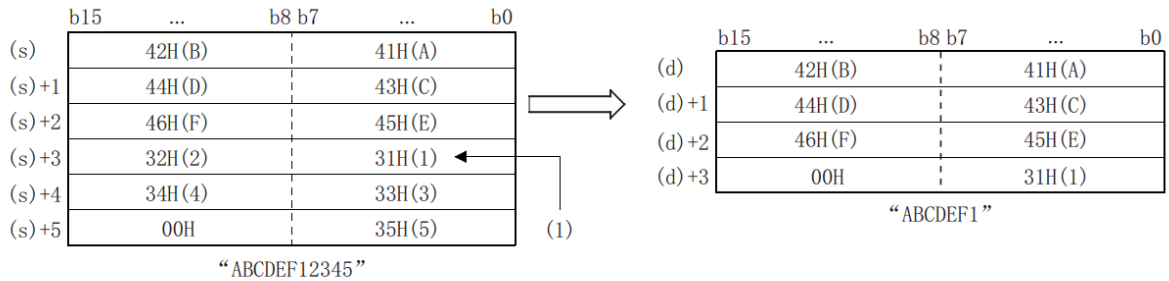 b15 ... b8 b7 ... b0
(s) 42H(B) 41H(A)
(s)+1 44H(D) 43H(C)
(s)+2 46H(F) 45H(E)
(s)+3 32H(2) 31H(1)
(s)+4 34H(4) 33H(3)
(s)+5 00H 35H(5) (1)
“ABCDEF12345”
b15 ... b8 b7 ... b0
(d) 42H(B) 41H(A)
(d)+1 44H(D) 43H(C)
(d)+2 46H(F) 45H(E)
(d)+3 00H 31H(1)
“ABCDEF1”